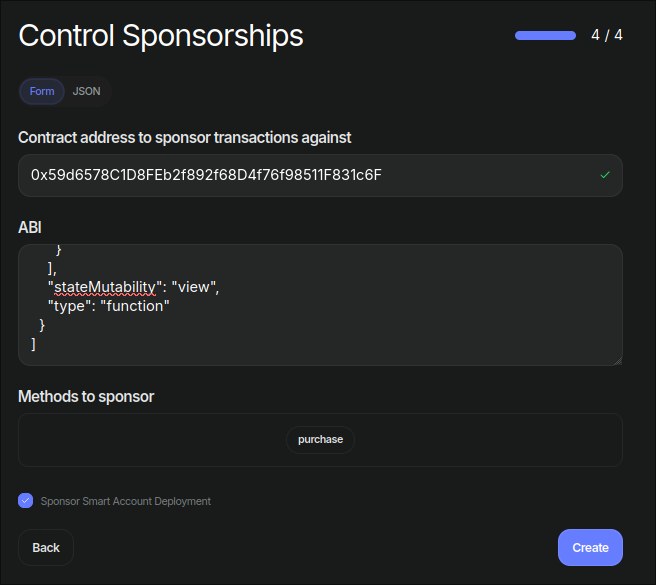 Control Sponsorships
4 / 4
Form JSON
Contract address to sponsor transactions against
0x59d6578C1D8FEb2f892f68D4f76f98511F831c6F
ABI
}
],
"stateMutability": "view",
"type": "function"
}
]
Methods to sponsor
purchase
Sponsor Smart Account Deployment
Back Create